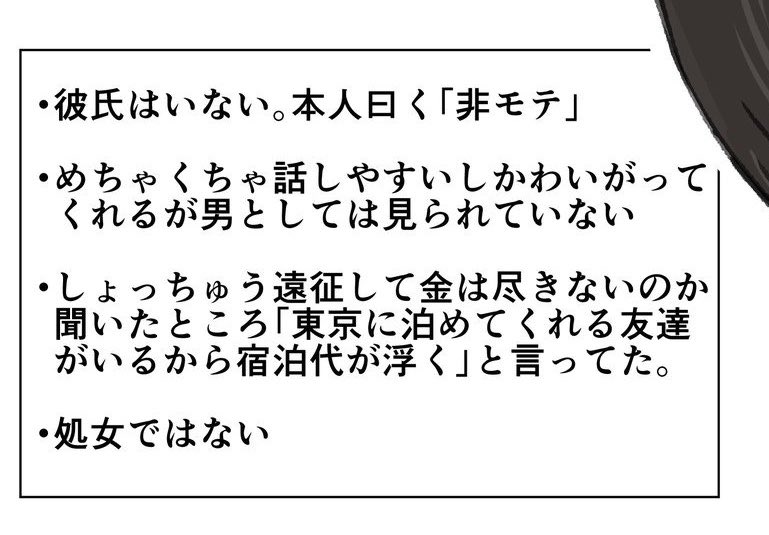 ・彼氏はいない。本人曰く「非モテ」
・めちゃくちゃ話しやすいしかわいがって
くれるが男としては見られていない
・しょっちゅう遠征して金は尽きないのか
聞いたところ「東京に泊めてくれる友達
がいるから宿泊代が浮く」と言ってた。
・処女ではない